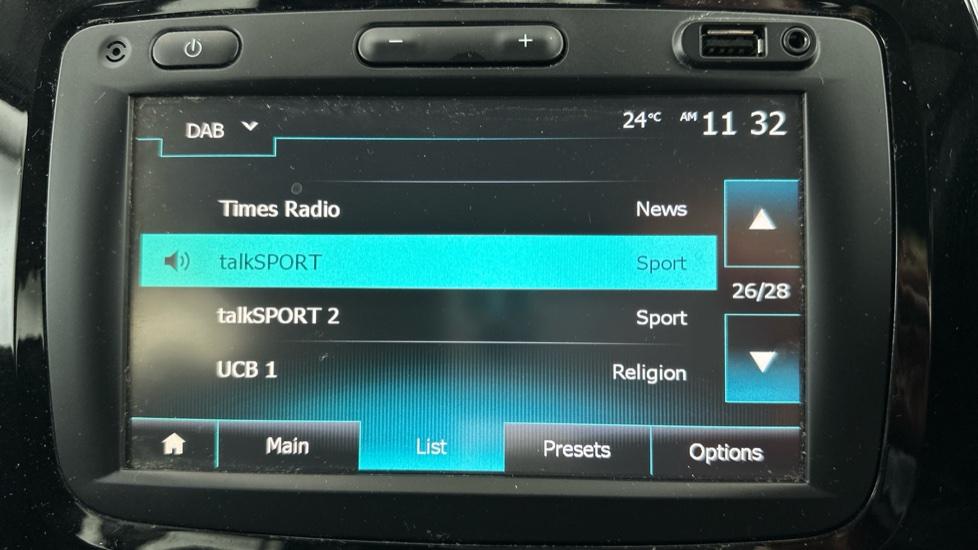 − +
DAB 24°C AM 11 32
Times Radio News
talkSPORT Sport
26/28
talkSPORT 2 Sport
UCB 1 Religion
Main List Presets Options